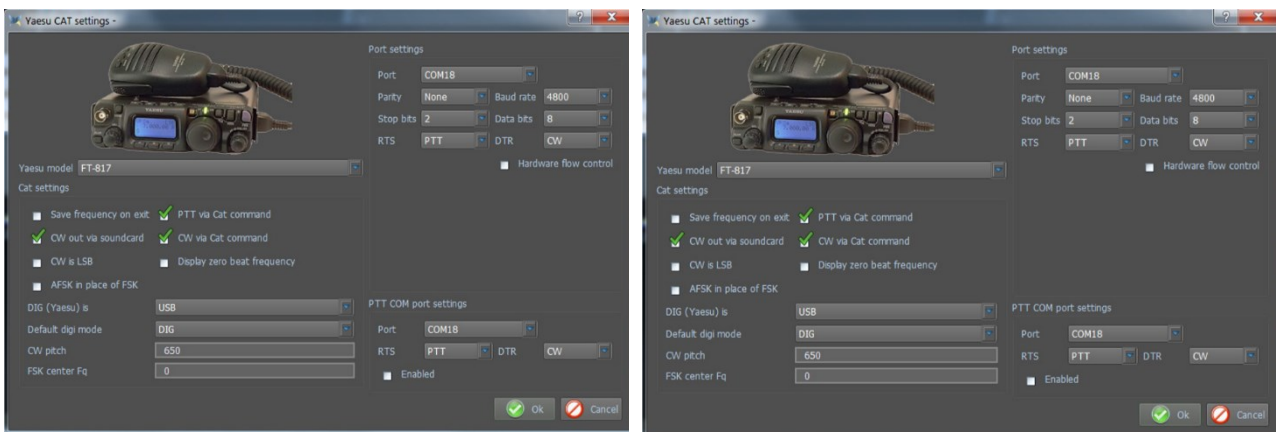 Yaesu CAT settings -
Port settings
Port COM18
Parity None Baud rate 4800
Stop bits 2 Data bits 8
RTS PTT DTR CW
Hardware flow control
Yaesu model FT-817
Cat settings
Save frequency on exit PTT via Cat command
CW out via soundcard CW via Cat command
CW is LSB Display zero beat frequency
AFSK in place of FSK
DIG (Yaesu) is USB
Default digi mode DIG
CW pitch 650
FSK center Fq 0
PTT COM port settings
Port COM18
RTS PTT DTR CW
Enabled
Ok Cancel
Yaesu CAT settings -
Port settings
Port COM18
Parity None Baud rate 4800
Stop bits 2 Data bits 8
RTS PTT DTR CW
Hardware flow control
Yaesu model FT-817
Cat settings
Save frequency on exit PTT via Cat command
CW out via soundcard CW via Cat command
CW is LSB Display zero beat frequency
AFSK in place of FSK
DIG (Yaesu) is USB
Default digi mode DIG
CW pitch 650
FSK center Fq 0
PTT COM port settings
Port COM18
RTS PTT DTR CW
Enabled
Ok Cancel